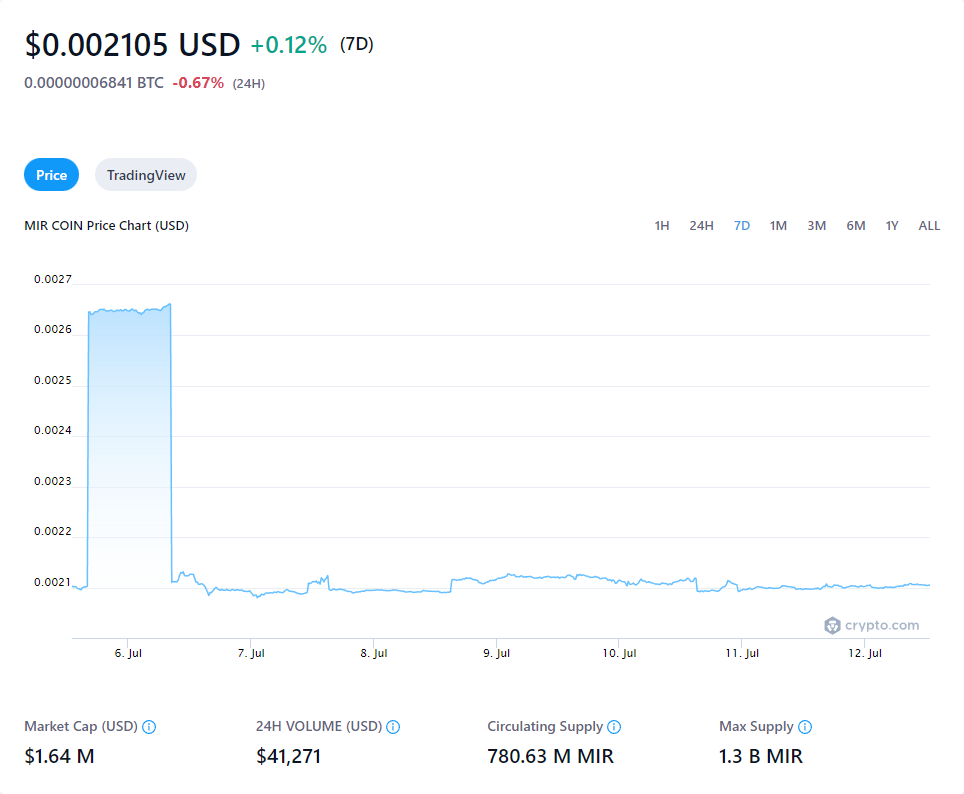 $0.002105 USD +0.12% (7D)
0.00000006841 BTC -0.67% (24H)
Price TradingView
MIR COIN Price Chart (USD) 1H 24H 7D 1M 3M 6M 1Y ALL
0.0027
0.0026
0.0025
0.0024
0.0023
0.0022
0.0021
crypto.com
6. Jul 7. Jul 8. Jul 9. Jul 10. Jul 11. Jul 12. Jul
Market Cap (USD) 24H VOLUME (USD) Circulating Supply Max Supply
$1.64 M $41,271 780.63 M MIR 1.3 B MIR